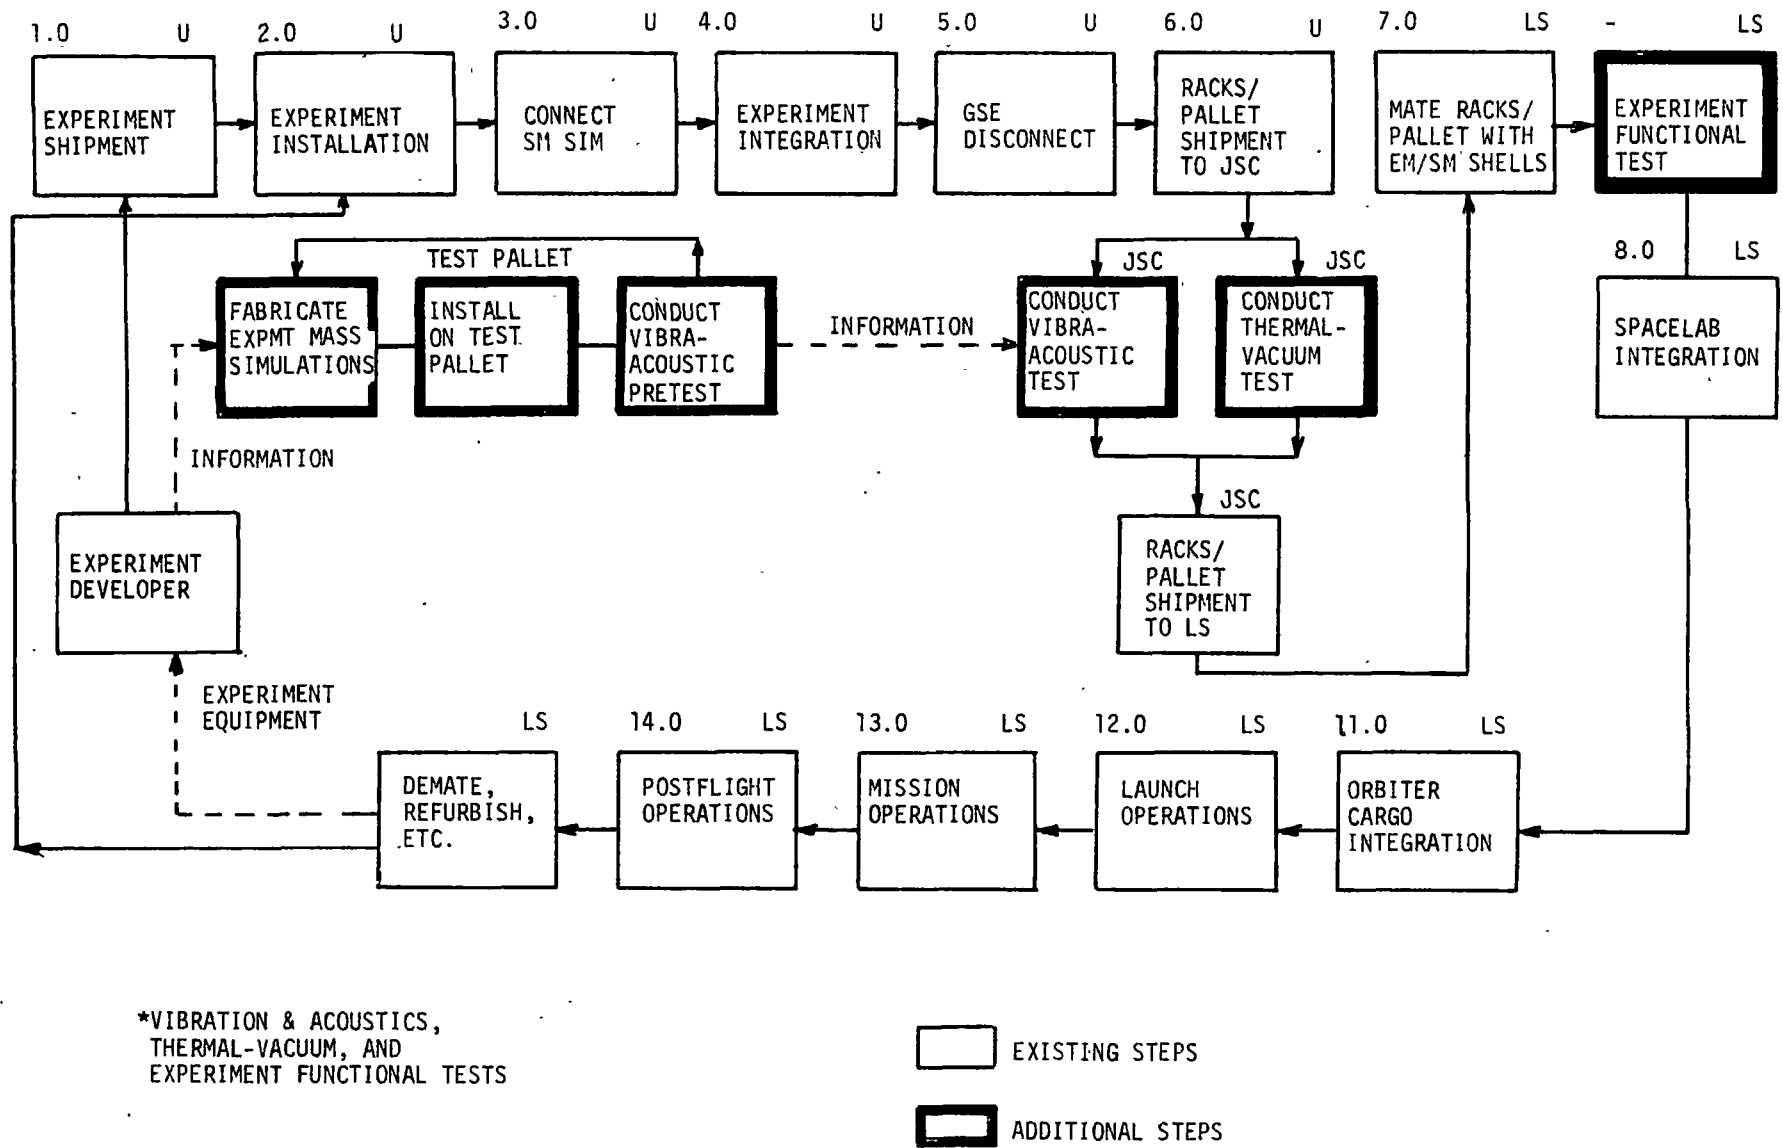 1.0 U 2.0 U 3.0 U 4.0 U 5.0 U 6.0 U 7.0 LS - LS
EXPERIMENT
SHIPMENT
EXPERIMENT
INSTALLATION
CONNECT
SM SIM
EXPERIMENT
INTEGRATION
GSE
DISCONNECT
RACKS/
PALLET
SHIPMENT
TO JSC
MATE RACKS/
PALLET WITH
EM/SM SHELLS
EXPERIMENT
FUNCTIONAL
TEST
8.0 LS
SPACELAB
INTEGRATION
TEST PALLET
FABRICATE
EXPMT MASS
SIMULATIONS
INSTALL
ON TEST
PALLET
CONDUCT
VIBRA-
ACOUSTIC
PRETEST
INFORMATION
JSC
CONDUCT
VIBRA-
ACOUSTIC
TEST
JSC
CONDUCT
THERMAL-
VACUUM
TEST
INFORMATION
JSC
RACKS/
PALLET
SHIPMENT
TO LS
EXPERIMENT
DEVELOPER
EXPERIMENT
EQUIPMENT
LS 14.0 LS 13.0 LS 12.0 LS 11.0 LS
DEMATE,
REFURBISH,
ETC.
POSTFLIGHT
OPERATIONS
MISSION
OPERATIONS
LAUNCH
OPERATIONS
ORBITER
CARGO
INTEGRATION
*VIBRATION & ACOUSTICS,
THERMAL-VACUUM, AND
EXPERIMENT FUNCTIONAL TESTS
EXISTING STEPS
ADDITIONAL STEPS